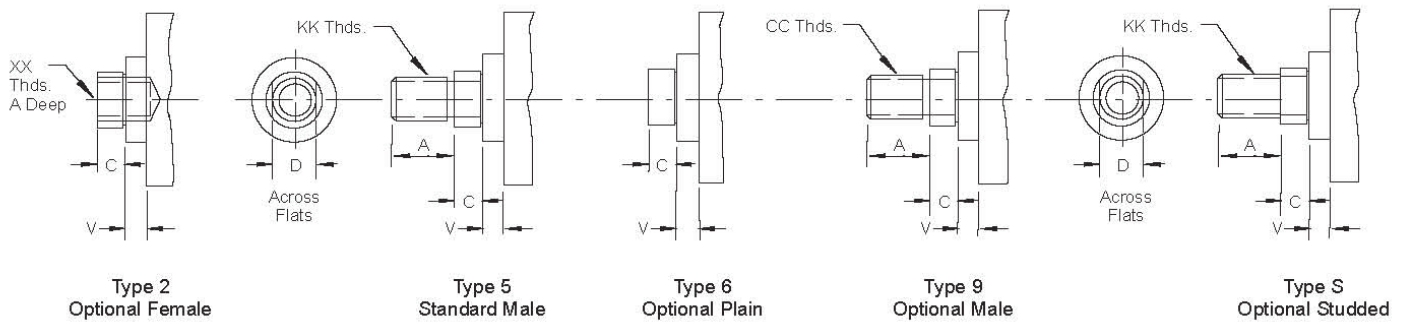 XX
Thds.
A Deep
C
V
Type 2
Optional Female
D
Across
Flats
KK Thds.
A
C
V
Type 5
Standard Male
C
V
Type 6
Optional Plain
CC Thds.
A
C
V
Type 9
Optional Male
D
Across
Flats
KK Thds.
A
C
V
Type S
Optional Studded